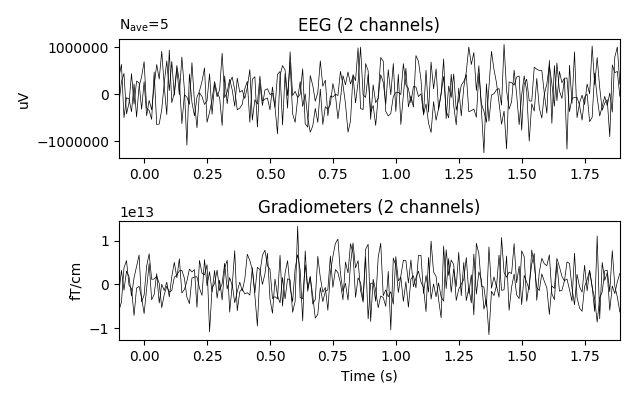 N_ave=5
EEG (2 channels)
1000000
0
−1000000
uV
0.00 0.25 0.50 0.75 1.00 1.25 1.50 1.75
1e13
Gradiometers (2 channels)
1
0
−1
fT/cm
0.00 0.25 0.50 0.75 1.00 1.25 1.50 1.75
Time (s)